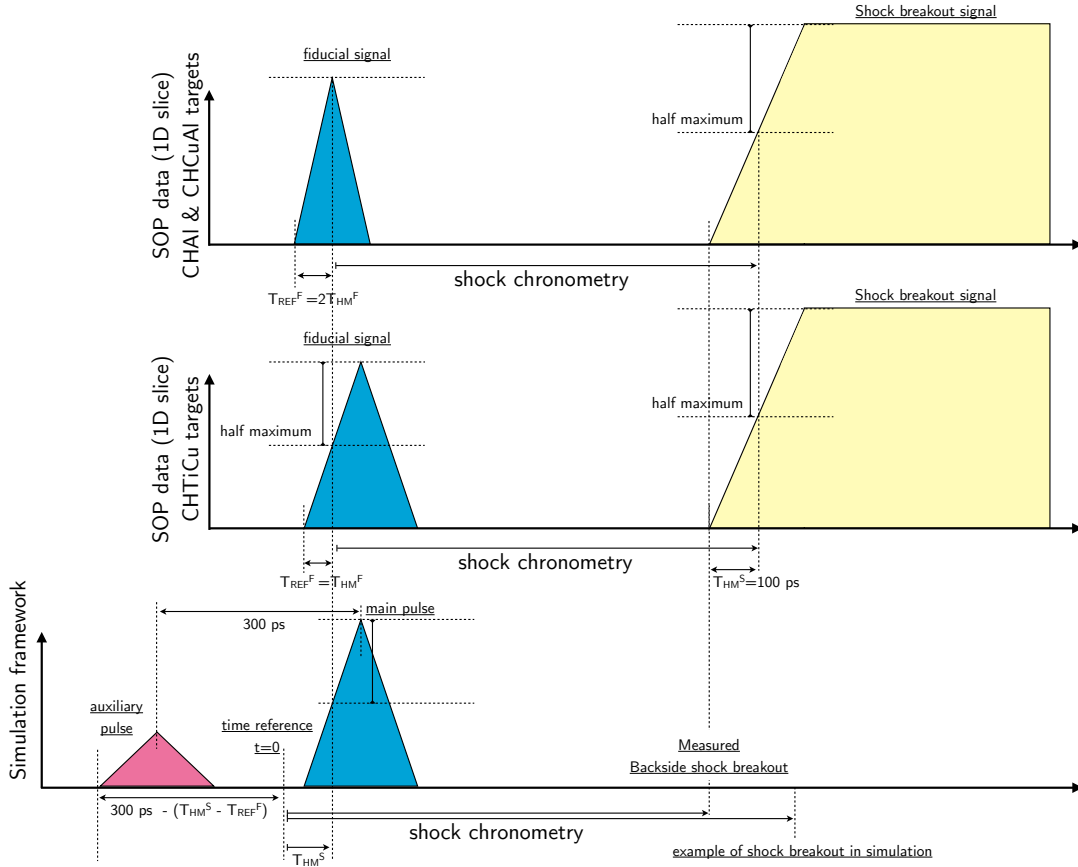 Shock breakout signal
fiducial signal
half maximum
SOP data (1D slice)
CHAl & CHCuAl targets
shock chronometry
T_REF^F = 2T_HM^F
Shock breakout signal
fiducial signal
half maximum
half maximum
SOP data (1D slice)
CHTiCu targets
shock chronometry
T_REF^F = T_HM^F
T_HM^S=100 ps
main pulse
300 ps
Simulation framework
auxiliary
pulse
time reference
t=0
Measured
Backside shock breakout
300 ps - (T_HM^S - T_REF^F)
shock chronometry
T_HM^S
example of shock breakout in simulation